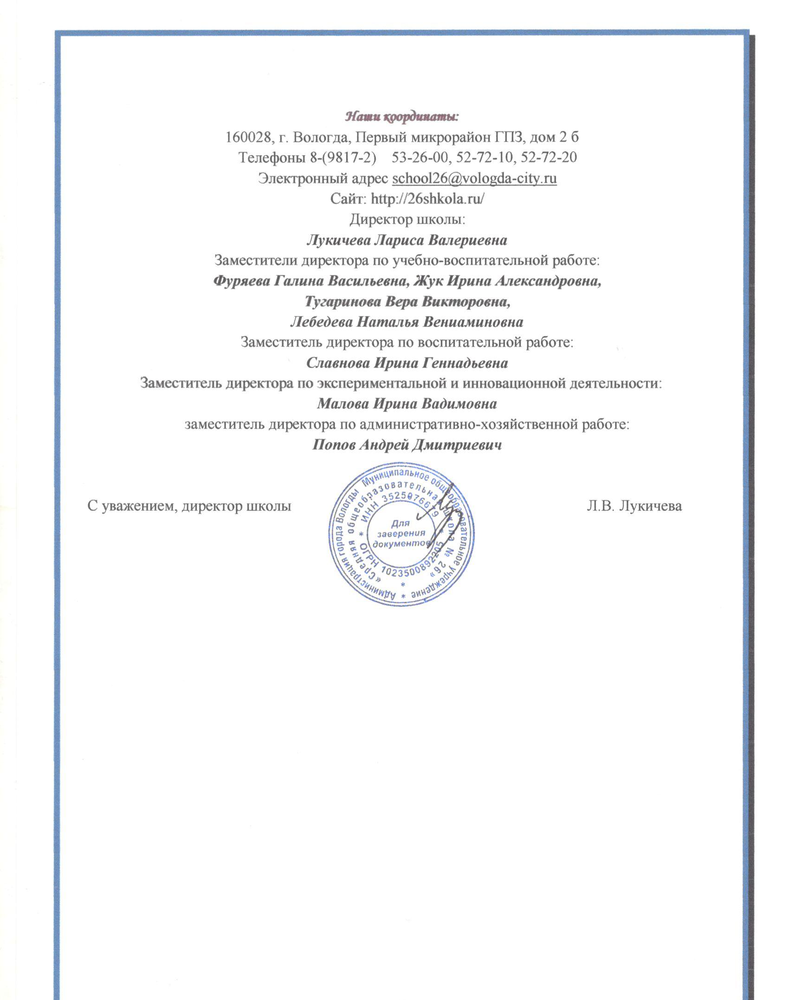 Наши координаты:
160028, г. Вологда, Первый микрорайон ГПЗ, дом 2 б
Телефоны 8-(9817-2) 53-26-00, 52-72-10, 52-72-20
Электронный адрес school26@vologda-city.ru
Сайт: http://26shkola.ru/
Директор школы:
Лукичева Лариса Валериевна
Заместители директора по учебно-воспитательной работе:
Фуряева Галина Васильевна, Жук Ирина Александровна,
Тугаринова Вера Викторовна,
Лебедева Наталья Вениаминовна
Заместитель директора по воспитательной работе:
Славнова Ирина Геннадьевна
Заместитель директора по экспериментальной и инновационной деятельности:
Малова Ирина Вадимовна
заместитель директора по административно-хозяйственной работе:
Попов Андрей Дмитриевич
С уважением, директор школы Л.В. Лукичева
* Администрация города Вологды Муниципальное общеобразовательное учреждение
* «Средняя общеобразовательная школа № 26»
* ИНН
* ОГРН 1023500892205
Для
заверения
документов